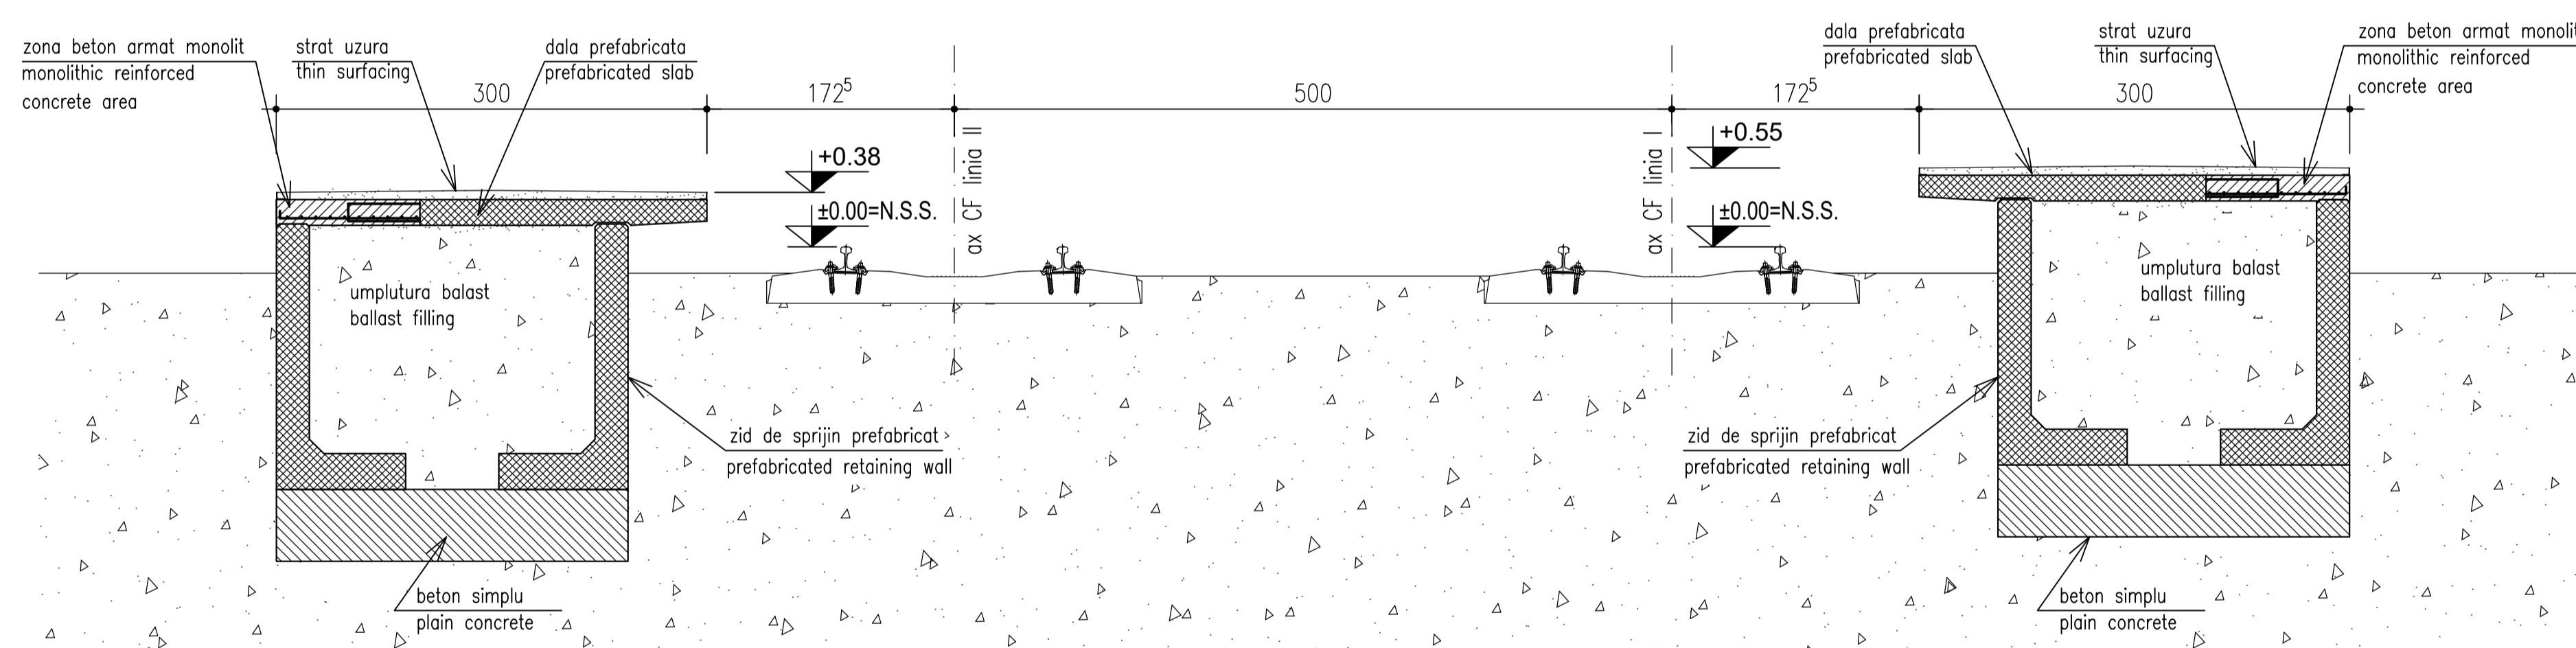 zona beton armat monolit
monolithic reinforced
concrete area
strat uzura
thin surfacing
dala prefabricata
prefabricated slab
300
172⁵
500
172⁵
300
dala prefabricata
prefabricated slab
strat uzura
thin surfacing
zona beton armat monolit
monolithic reinforced
concrete area
+0.38
±0.00=N.S.S.
ax CF linia II
ax CF linia I
+0.55
±0.00=N.S.S.
umplutura balast
ballast filling
umplutura balast
ballast filling
zid de sprijin prefabricat
prefabricated retaining wall
zid de sprijin prefabricat
prefabricated retaining wall
beton simplu
plain concrete
beton simplu
plain concrete